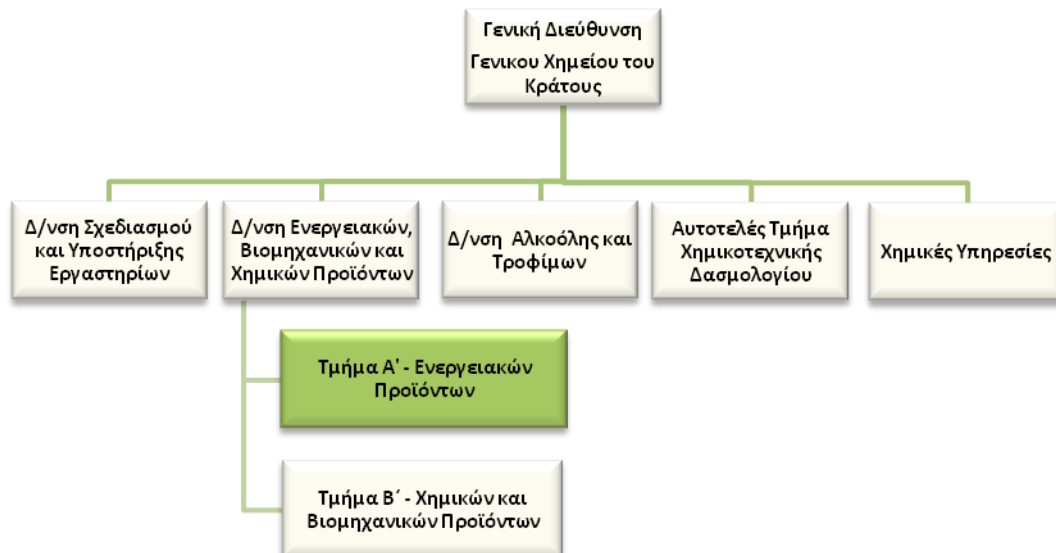 Γενική Διεύθυνση
Γενικου Χημείου του
Κράτους
Δ/νση Σχεδιασμού
και Υποστήριξης
Εργαστηρίων
Δ/νση Ενεργειακών,
Βιομηχανικών και
Χημικών Προϊόντων
Δ/νση Αλκοόλης και
Τροφίμων
Αυτοτελές Τμήμα
Χημικοτεχνικής
Δασμολογίου
Χημικές Υπηρεσίες
Τμήμα Α' - Ενεργειακών
Προϊόντων
Τμήμα Β΄ - Χημικών και
Βιομηχανικών Προϊόντων